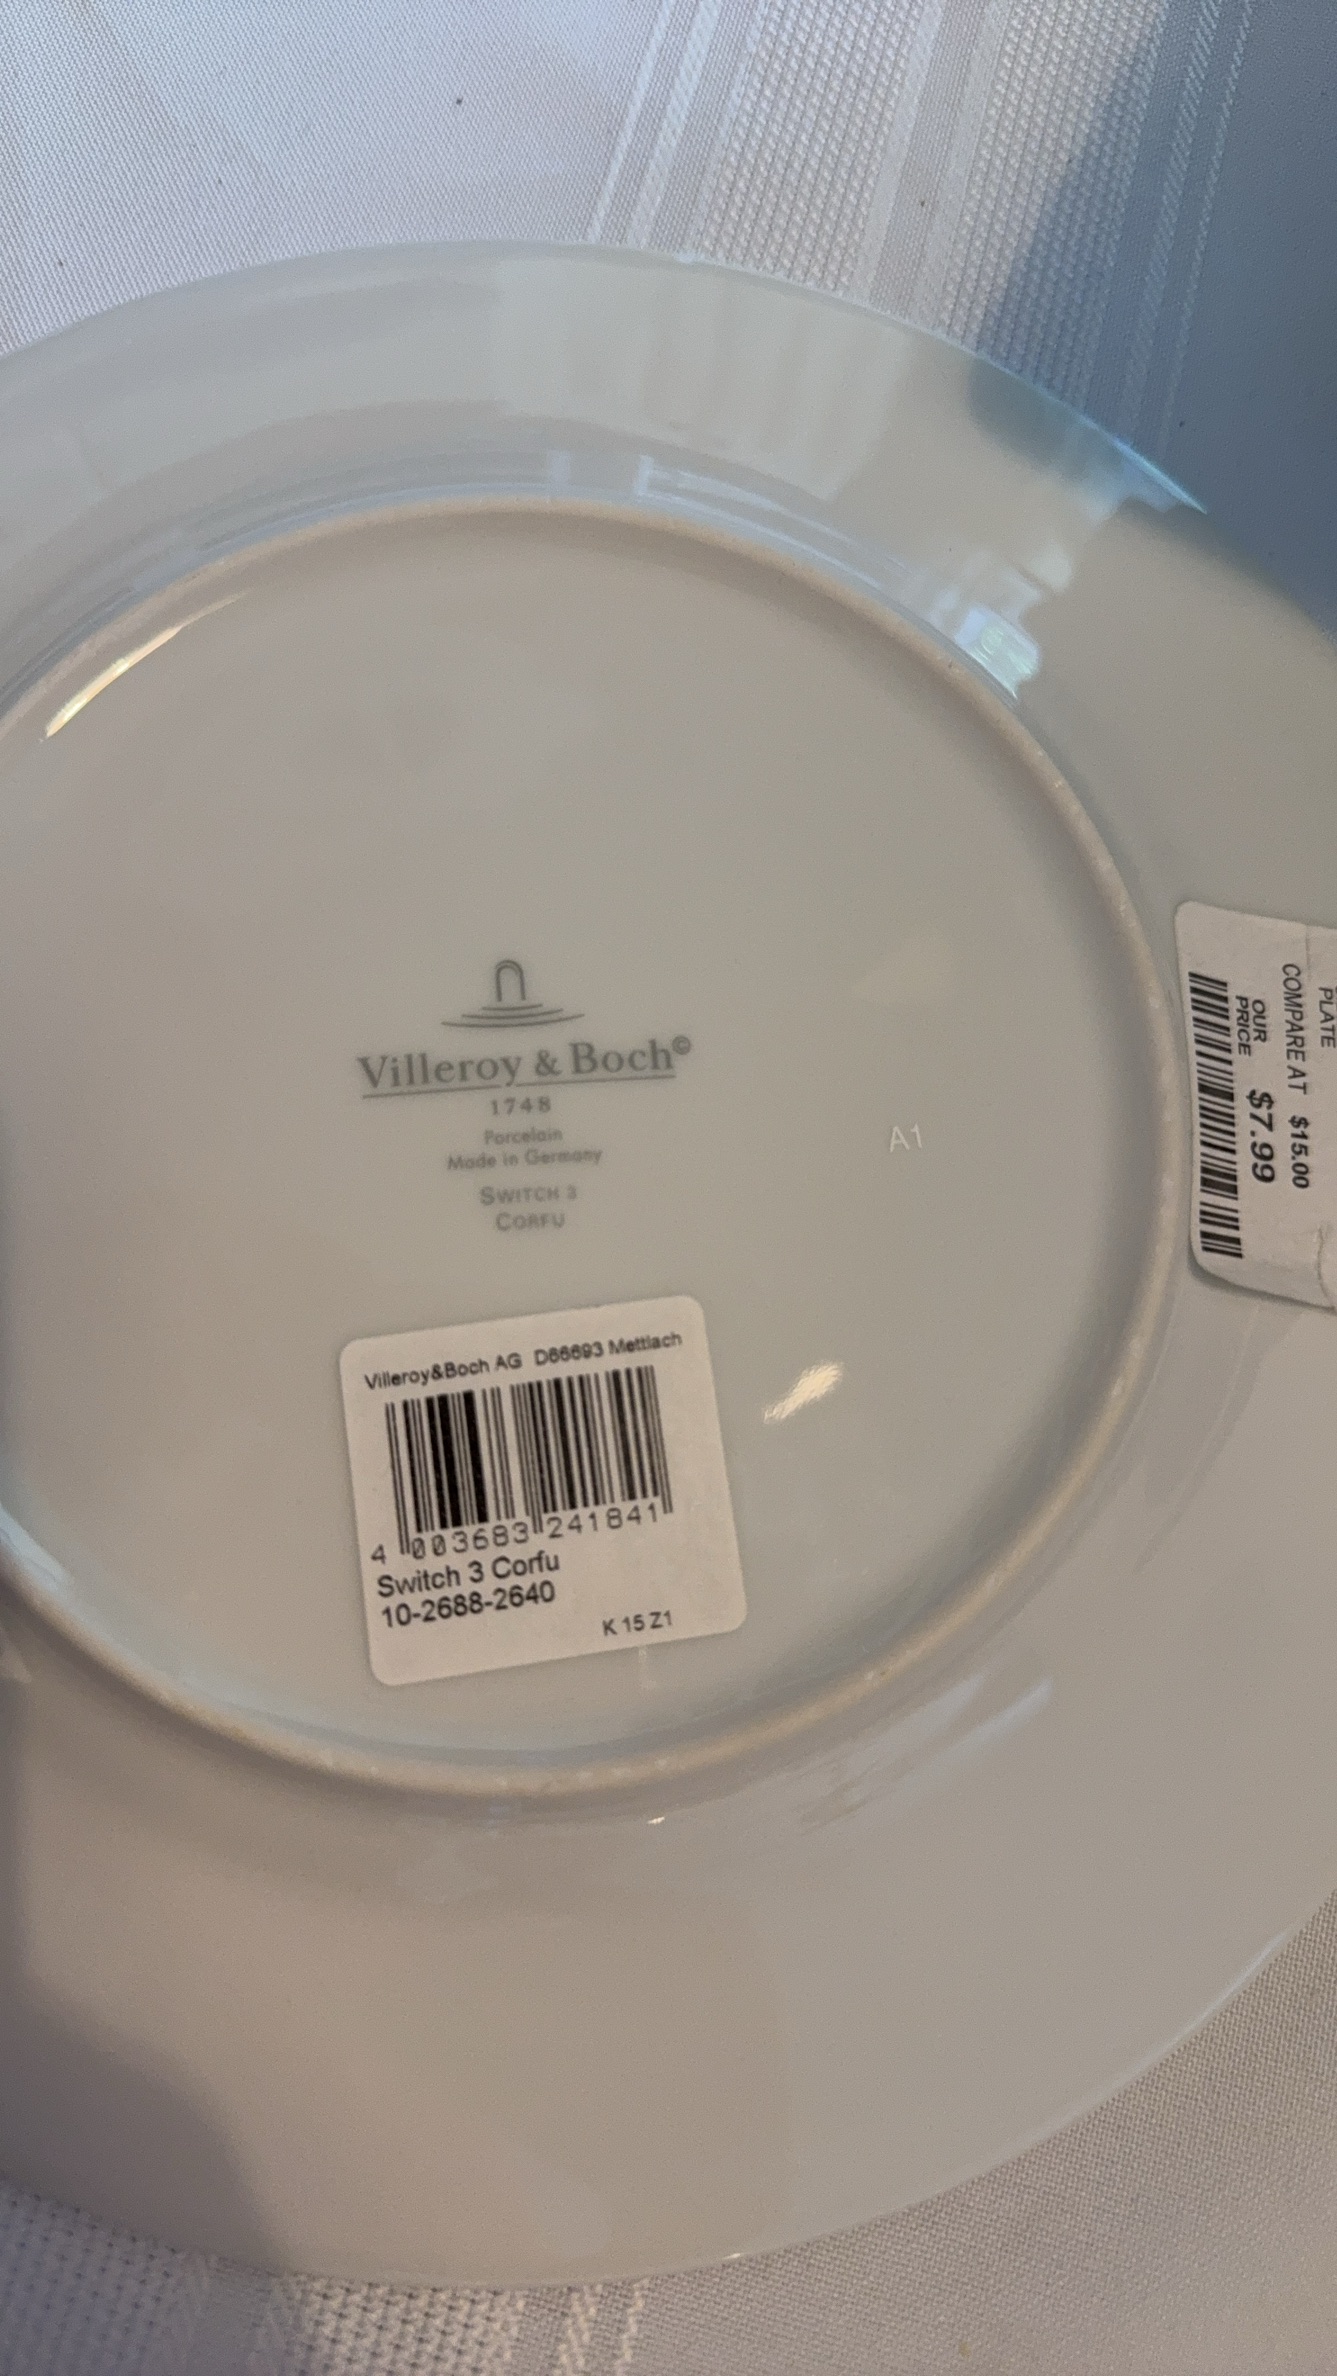 Villeroy & Boch©
1748
Porcelain
Made in Germany
SWITCH 3
CORFU
A1
Villeroy&Boch AG D66693 Mettlach
4 003683 241841
Switch 3 Corfu
10-2688-2640
K 15 Z1
PLATE
COMPARE AT $15.00
OUR PRICE $7.99